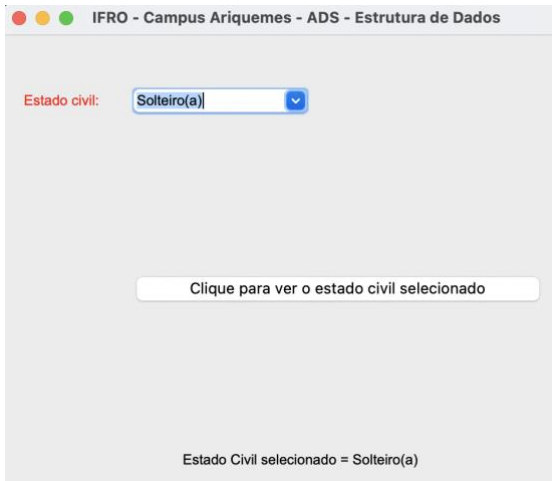 IFRO - Campus Ariquemes - ADS - Estrutura de Dados
Estado civil: Solteiro(a)
Clique para ver o estado civil selecionado
Estado Civil selecionado = Solteiro(a)